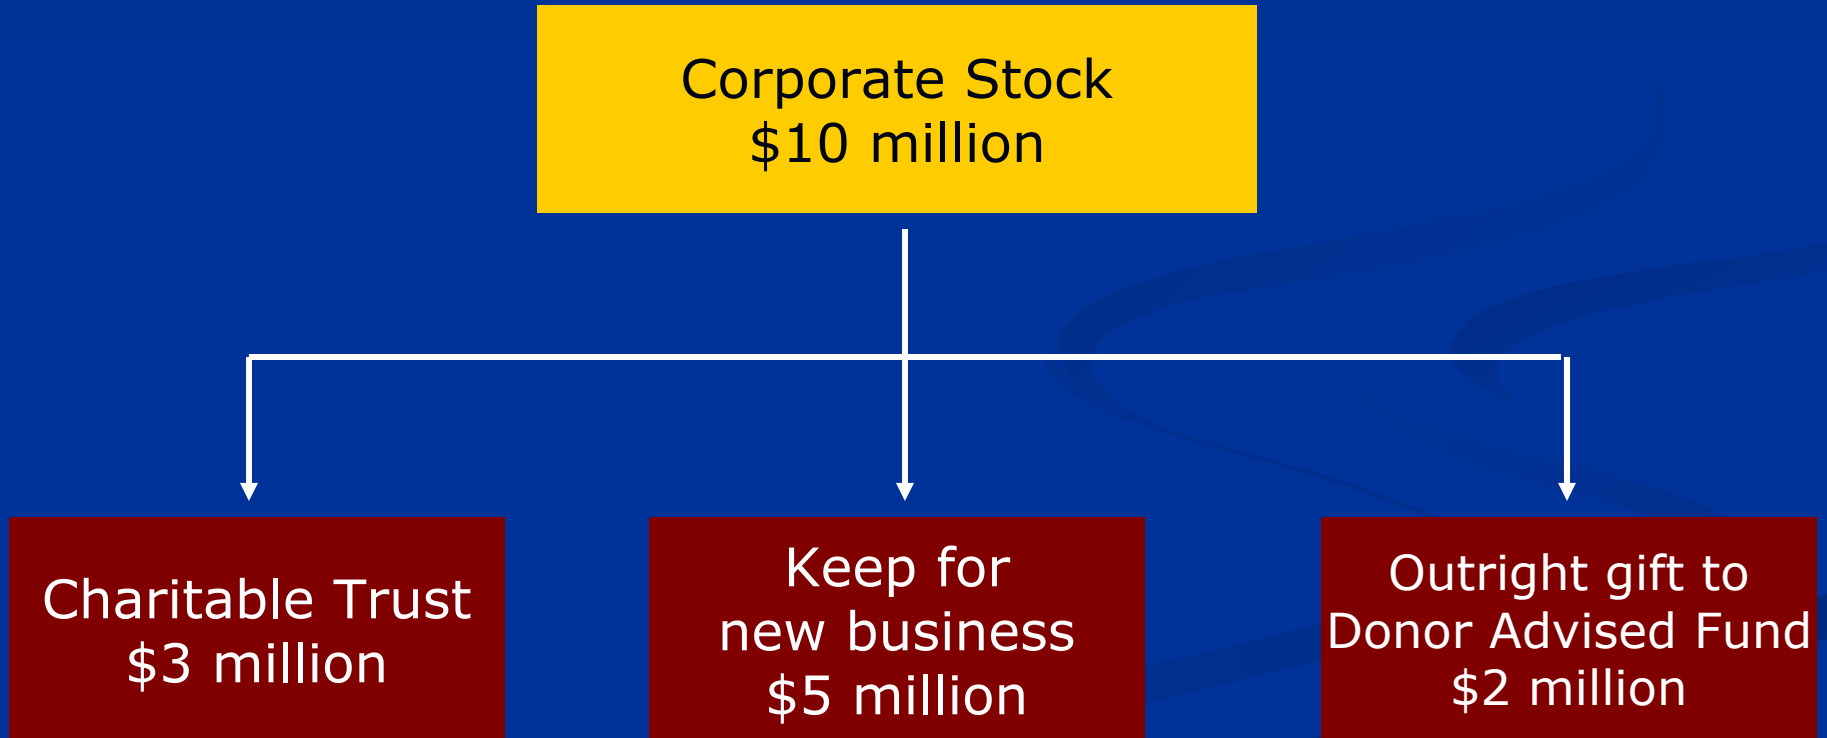 Corporate Stock
$10 million
Charitable Trust
$3 million
Keep for
new business
$5 million
Outright gift to
Donor Advised Fund
$2 million